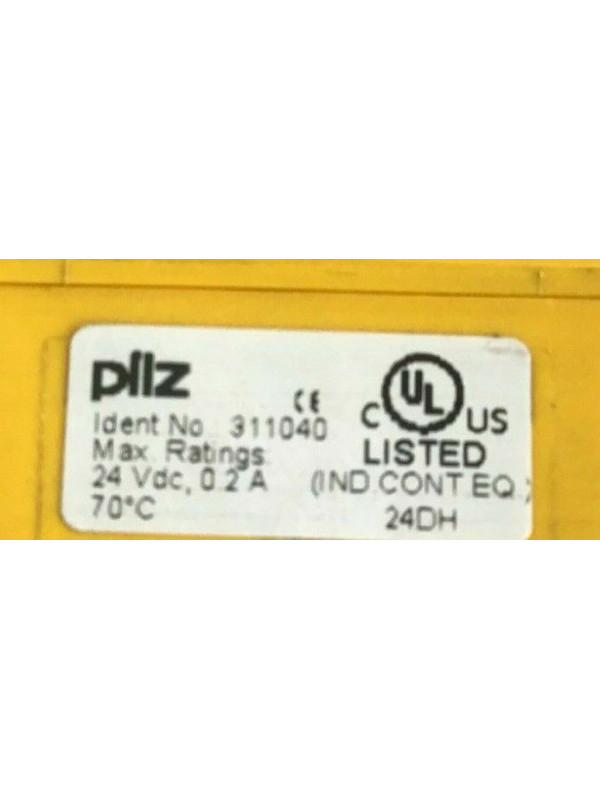 pilz
CE
Ident No 311040
Max. Ratings:
24 Vdc, 0.2 A
70°C
C UL US
LISTED
(IND.CONT.EQ.)
24DH